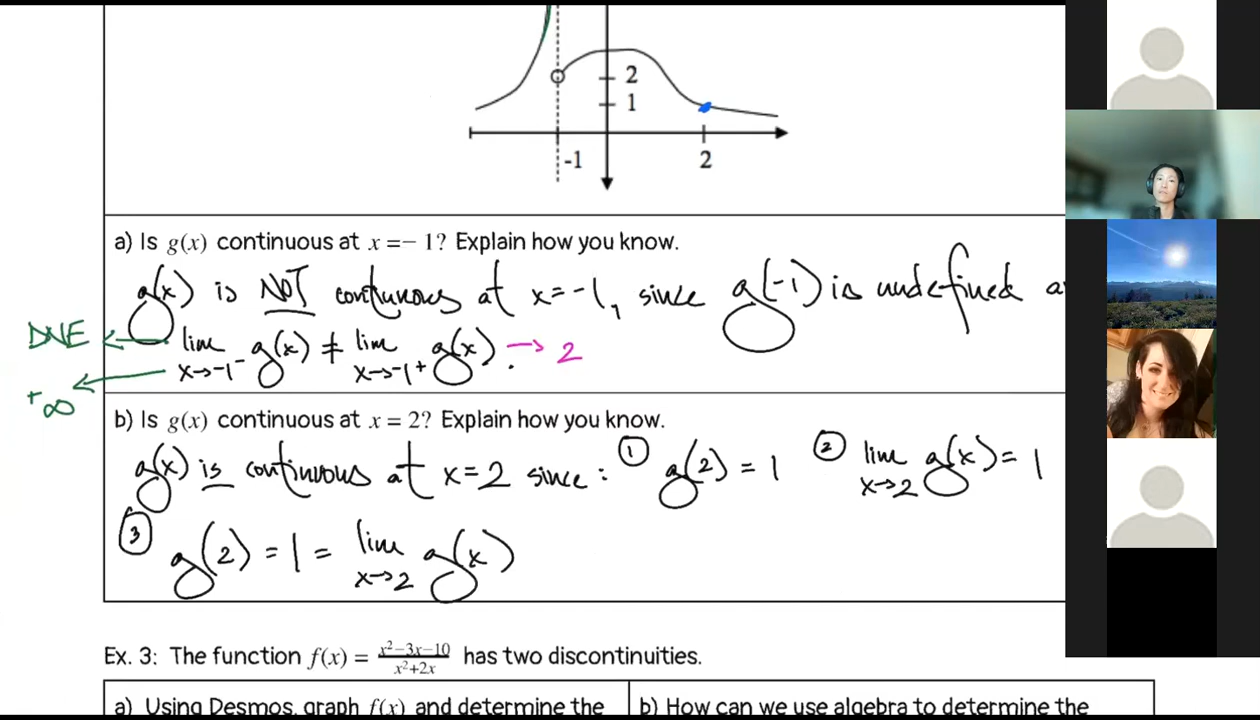 2
1
-1
2
a) Is g(x) continuous at x = − 1? Explain how you know.
g(x) is NOT continuous at x=-1, since g(-1) is undefined
DNE lim x→-1⁻ g(x) ≠ lim x→-1⁺ g(x). → 2
+∞
b) Is g(x) continuous at x = 2? Explain how you know.
g(x) is continuous at x=2 since: ① g(2) = 1 ② lim x→2 g(x) = 1
③ g(2) = 1 = lim x→2 g(x)
Ex. 3: The function f(x) = (x²−3x−10)/(x²+2x) has two discontinuities.
a) Using Desmos, graph f(x) and determine the
b) How can we use algebra to determine the